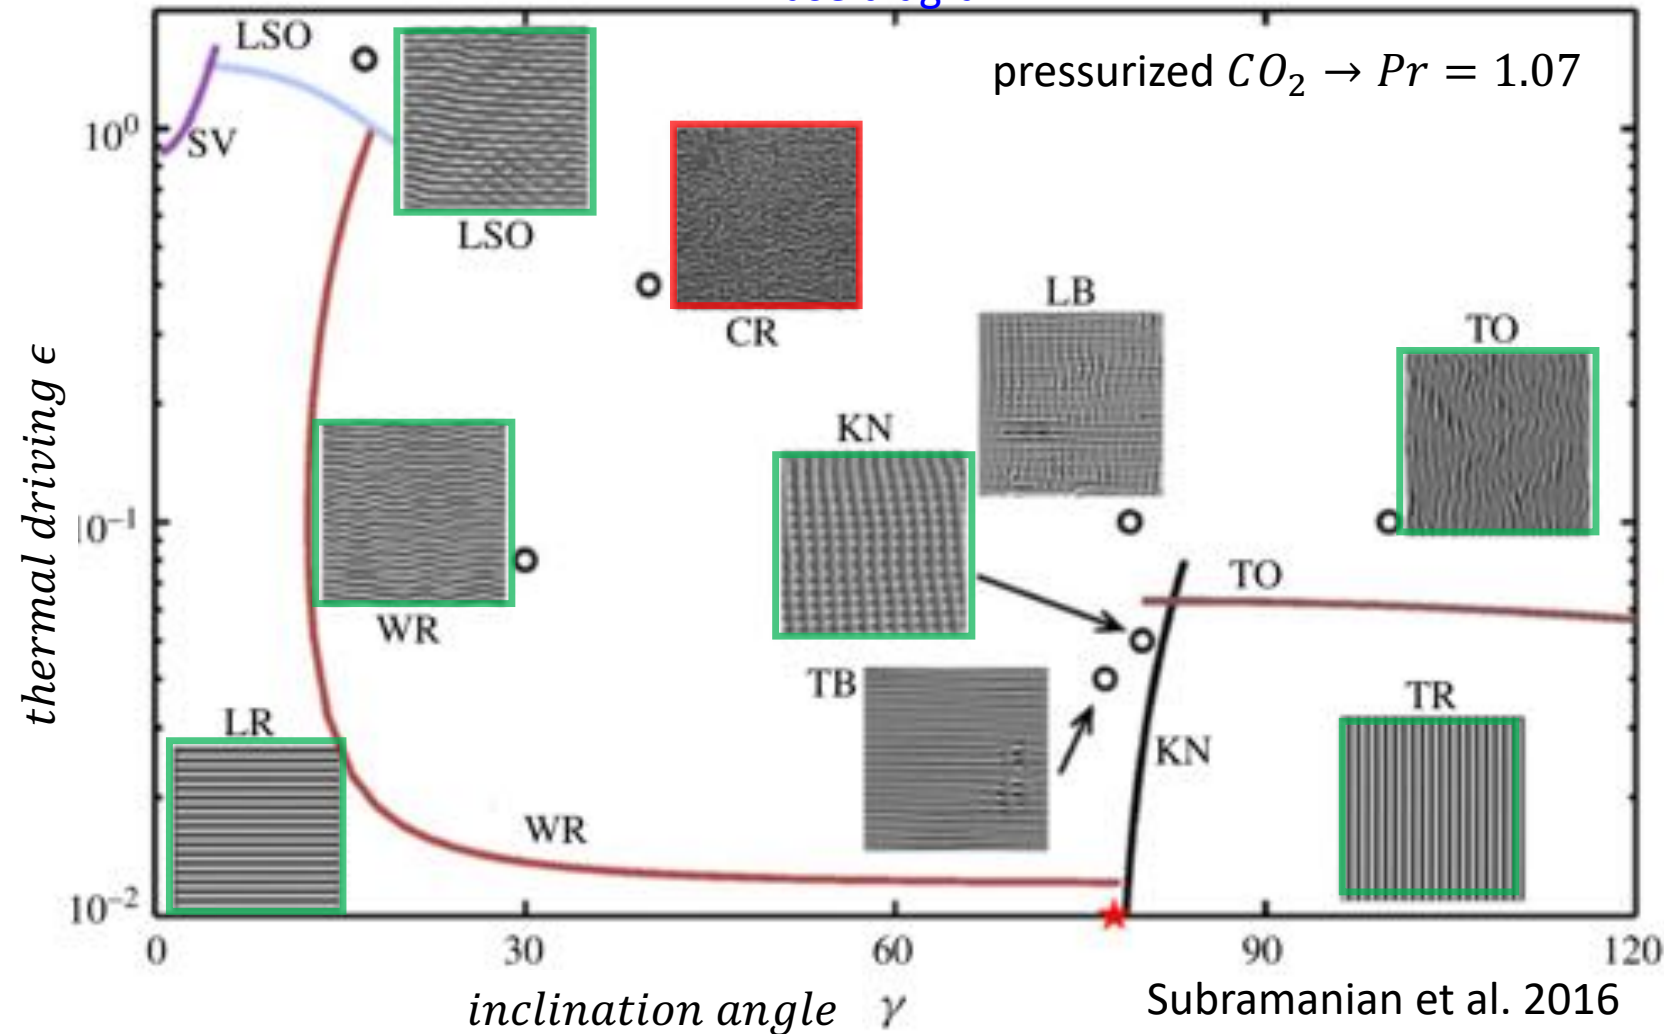 LSO
pressurized CO₂ → Pr = 1.07
10⁰
SV
LSO
CR
LB
TO
KN
10⁻¹
TO
WR
TB
TR
LR
KN
WR
10⁻²
0 30 60 90 120
thermal driving ϵ
inclination angle γ
Subramanian et al. 2016